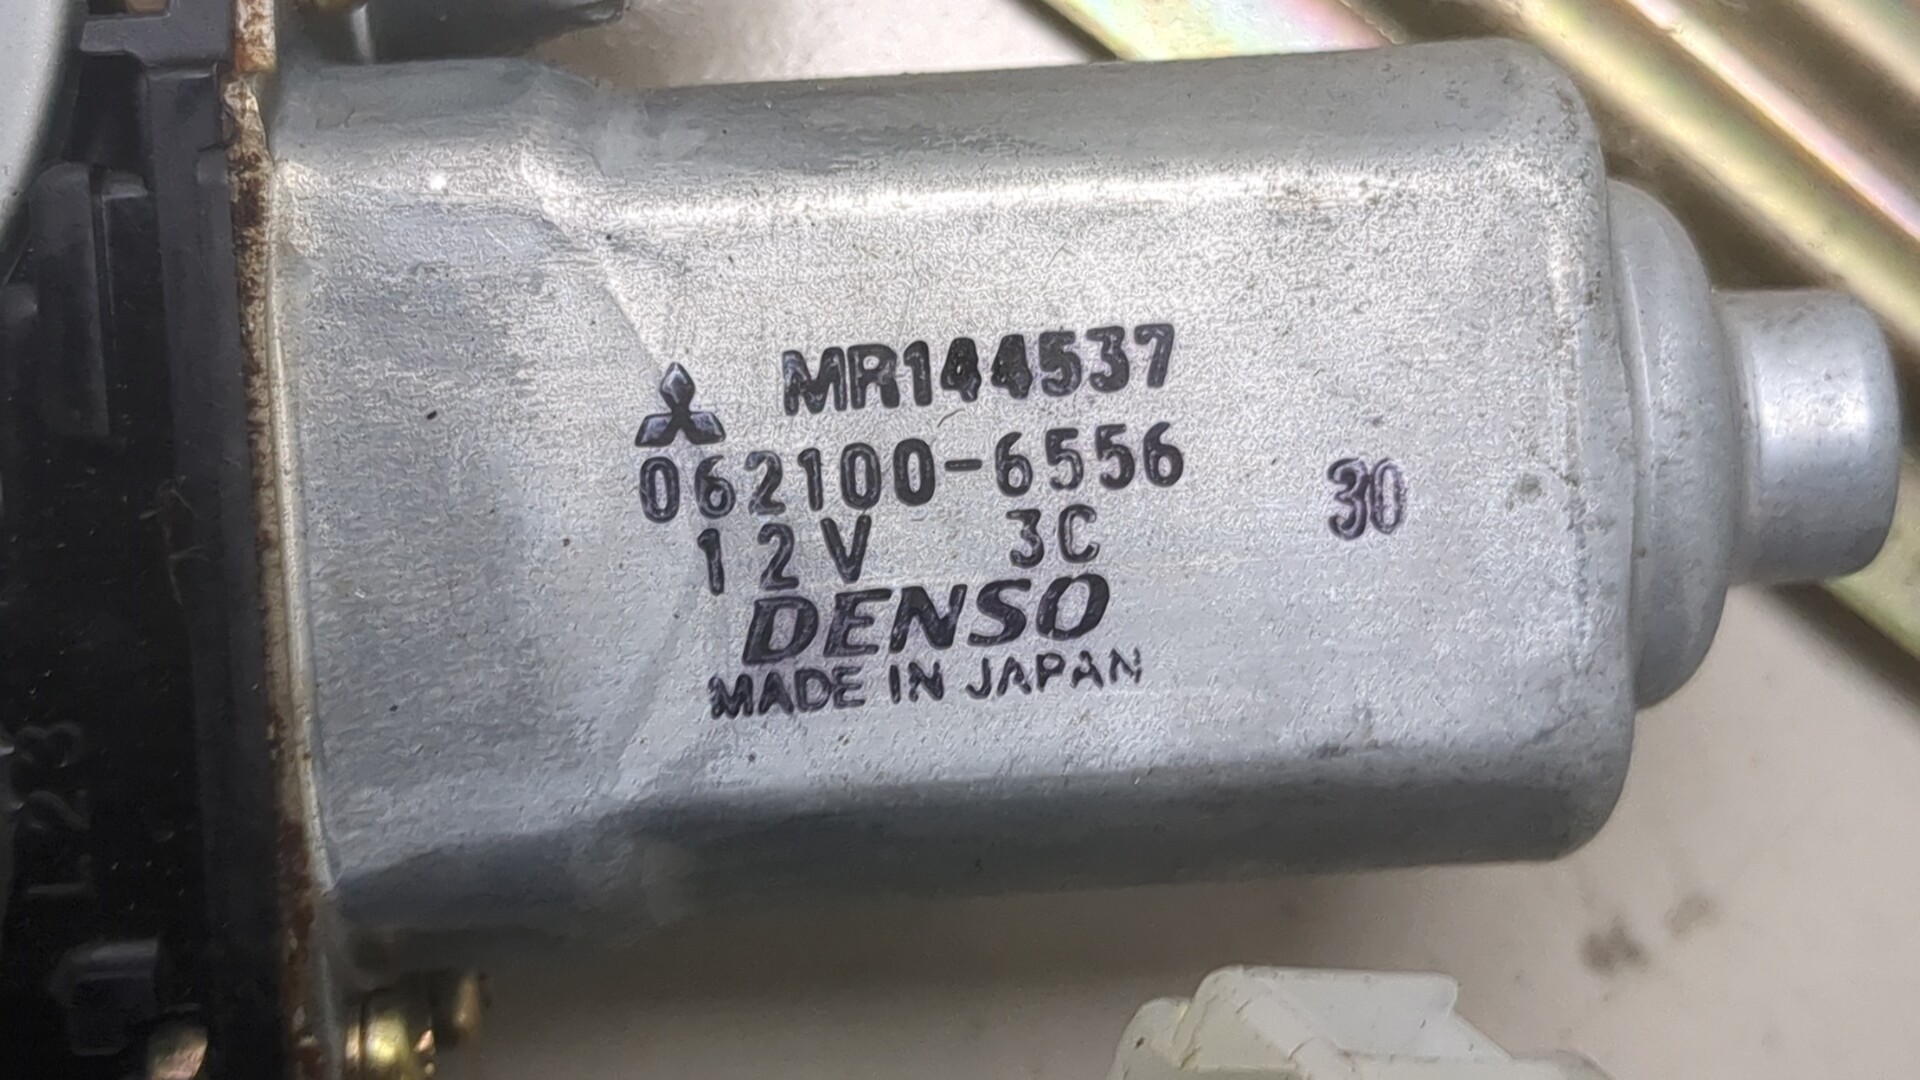 MR144537
062100-6556
12V 3C
30
DENSO
MADE IN JAPAN